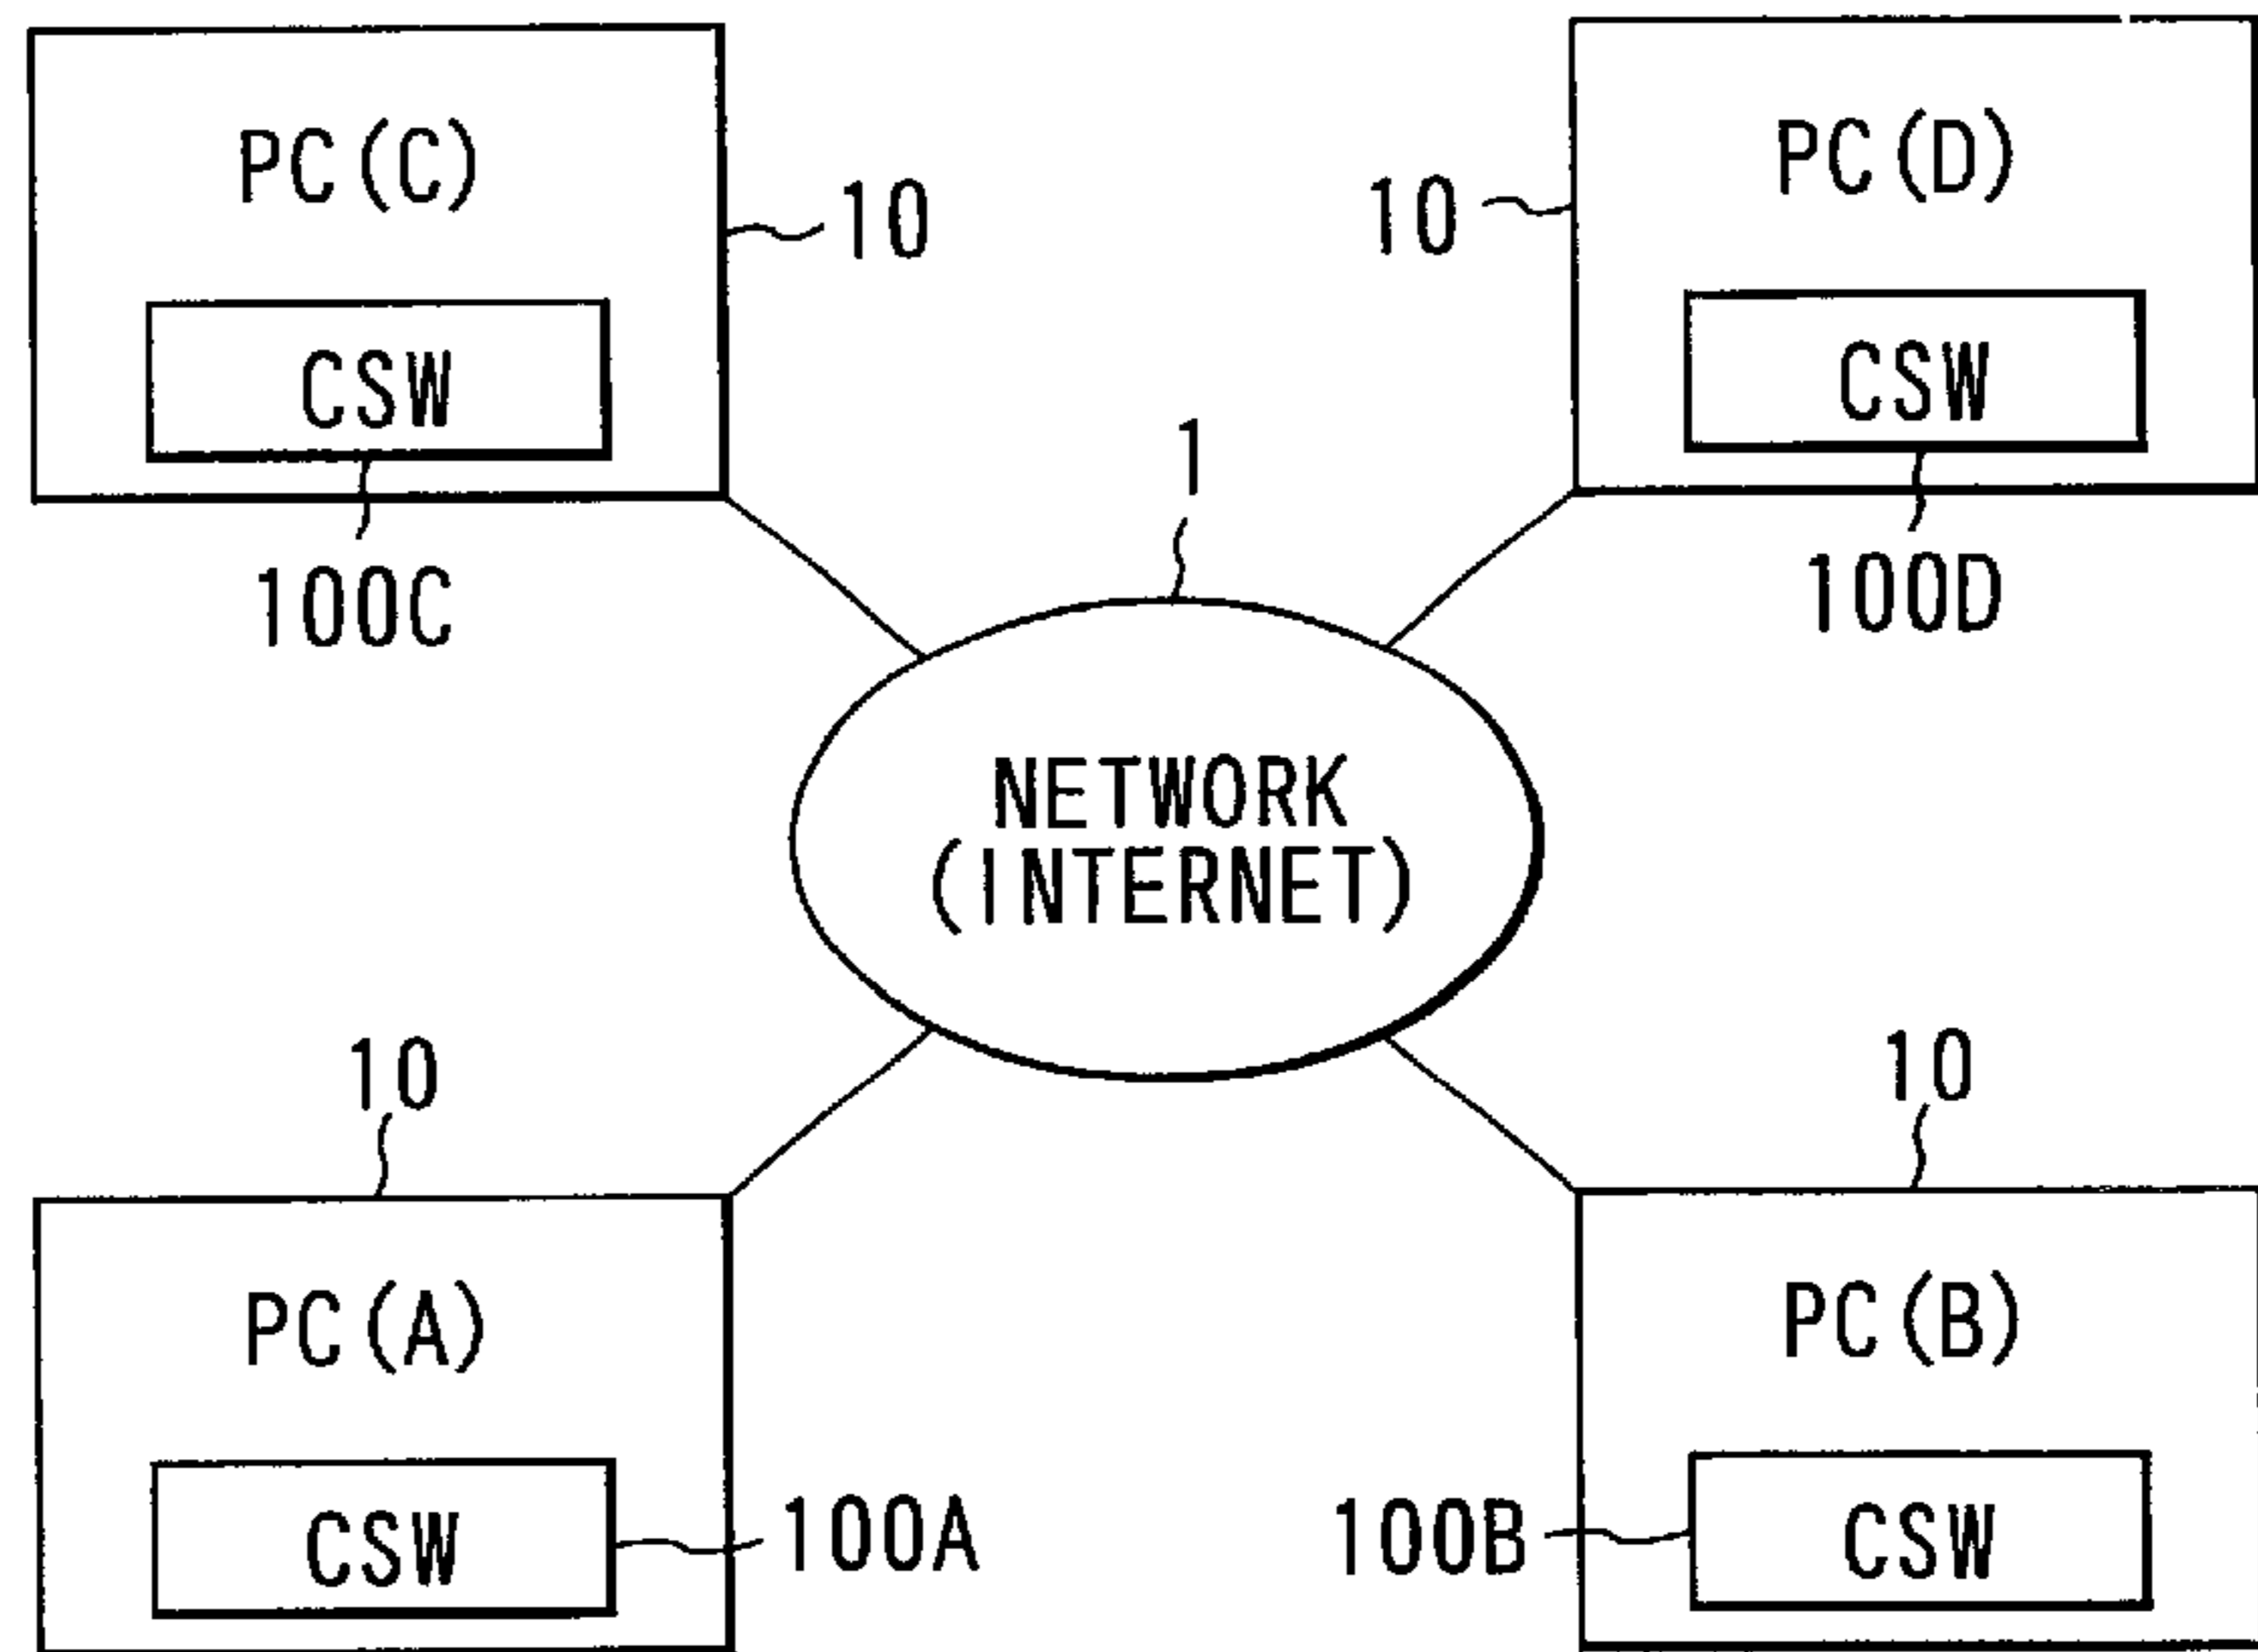 PC(C)
10
CSW
100C
PC(D)
10
CSW
100D
1
NETWORK
(INTERNET)
10
PC(A)
CSW
100A
10
PC(B)
100B
CSW